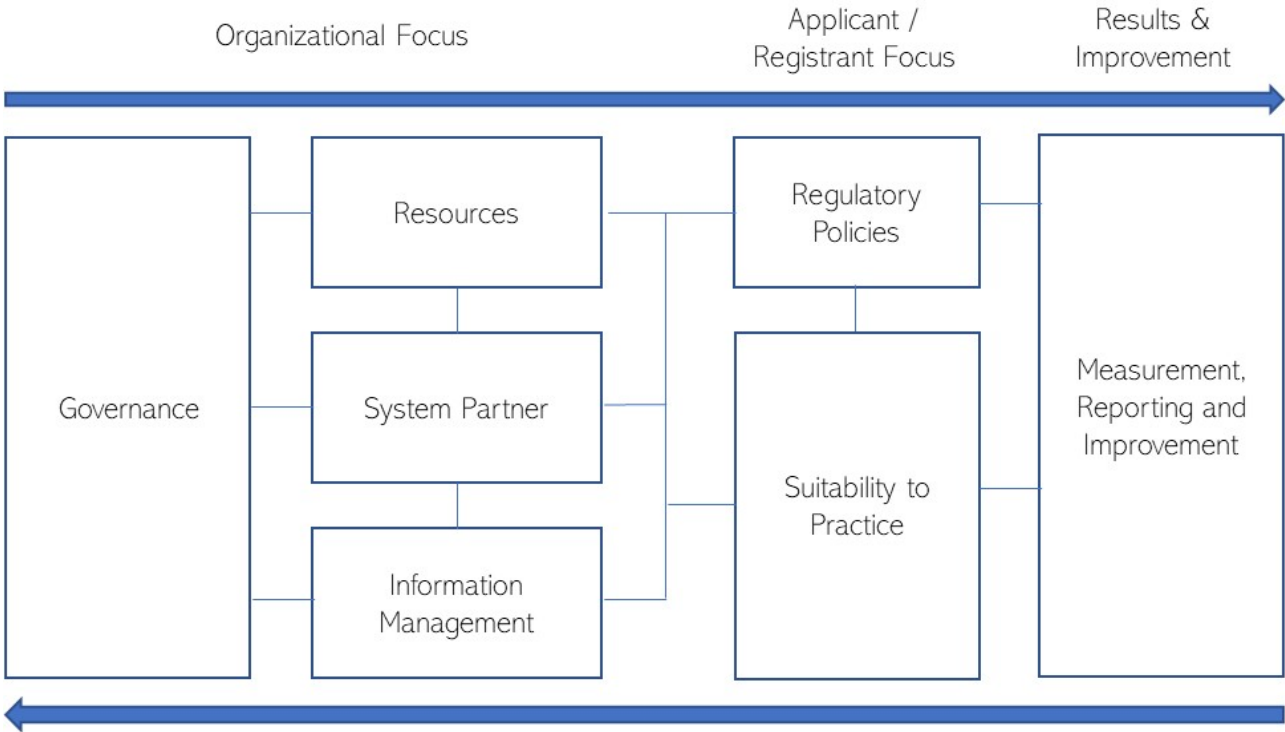 Organizational Focus
Applicant /
Registrant Focus
Results &
Improvement
Governance
Resources
System Partner
Information
Management
Regulatory
Policies
Suitability to
Practice
Measurement,
Reporting and
Improvement